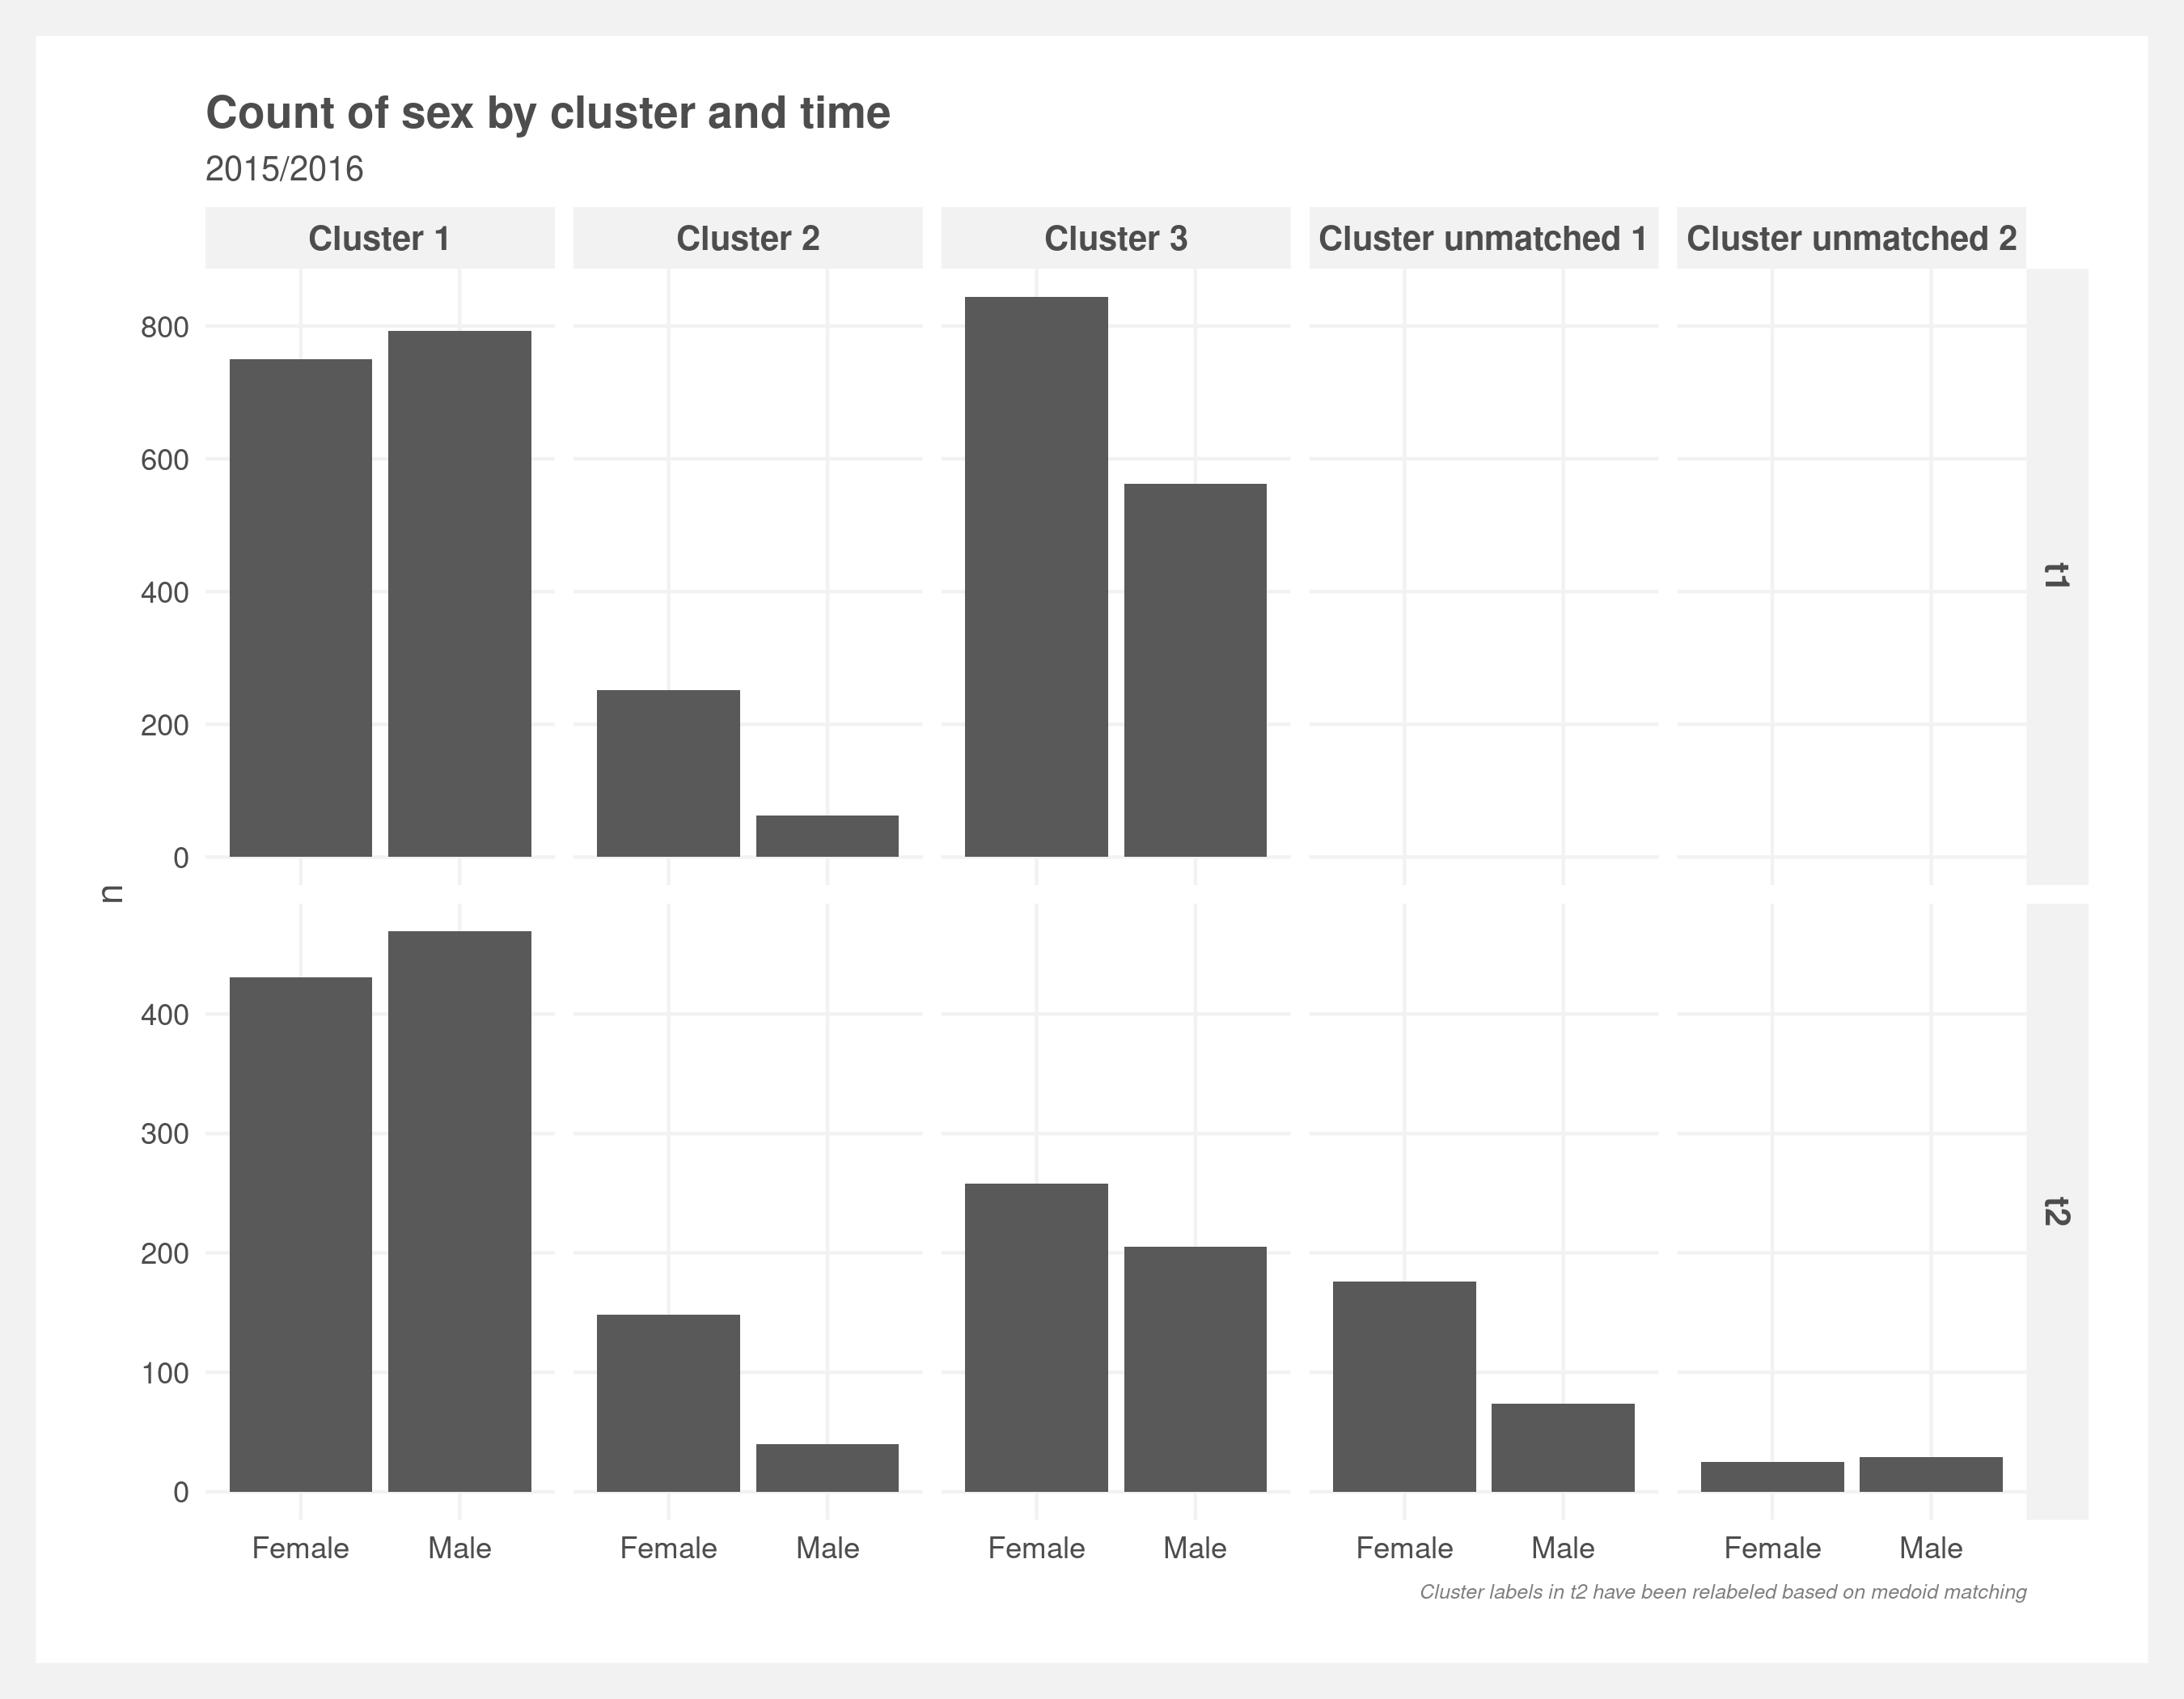 Count of sex by cluster and time
2015/2016
Cluster 1
Cluster 2
Cluster 3
Cluster unmatched 1
Cluster unmatched 2
800
600
400
200
0
t1
n
400
300
200
100
0
t2
Female
Male
Female
Male
Female
Male
Female
Male
Female
Male
Cluster labels in t2 have been relabeled based on medoid matching